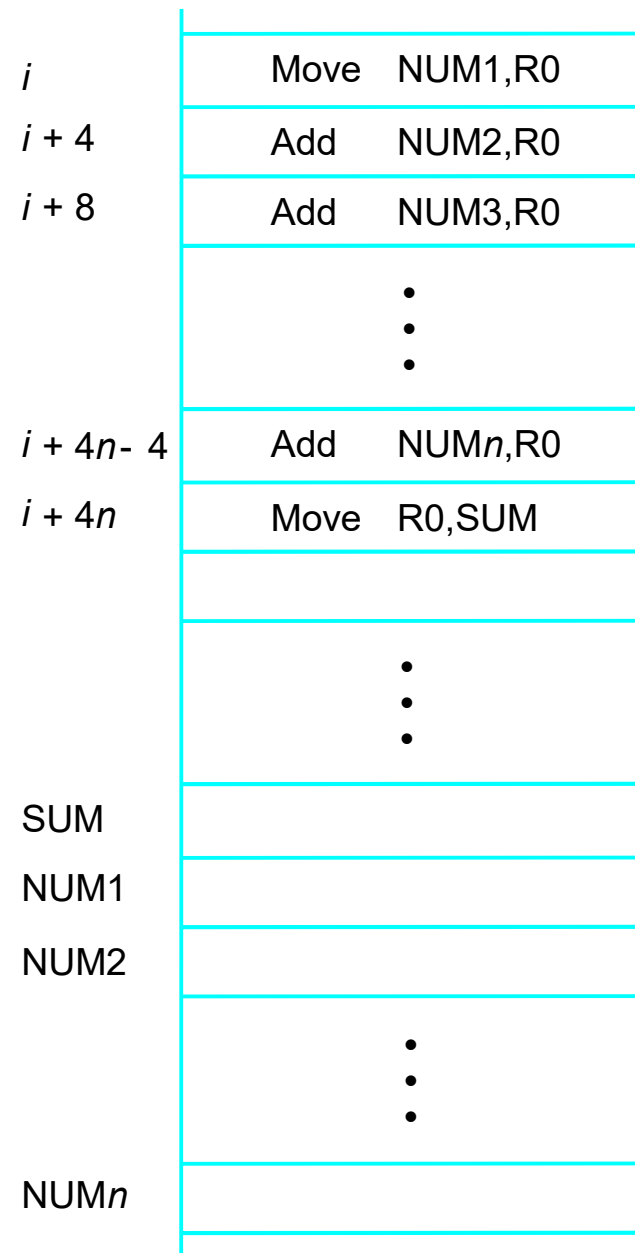 i Move NUM1,R0
i + 4 Add NUM2,R0
i + 8 Add NUM3,R0
i + 4n- 4 Add NUMn,R0
i + 4n Move R0,SUM
SUM
NUM1
NUM2
NUMn